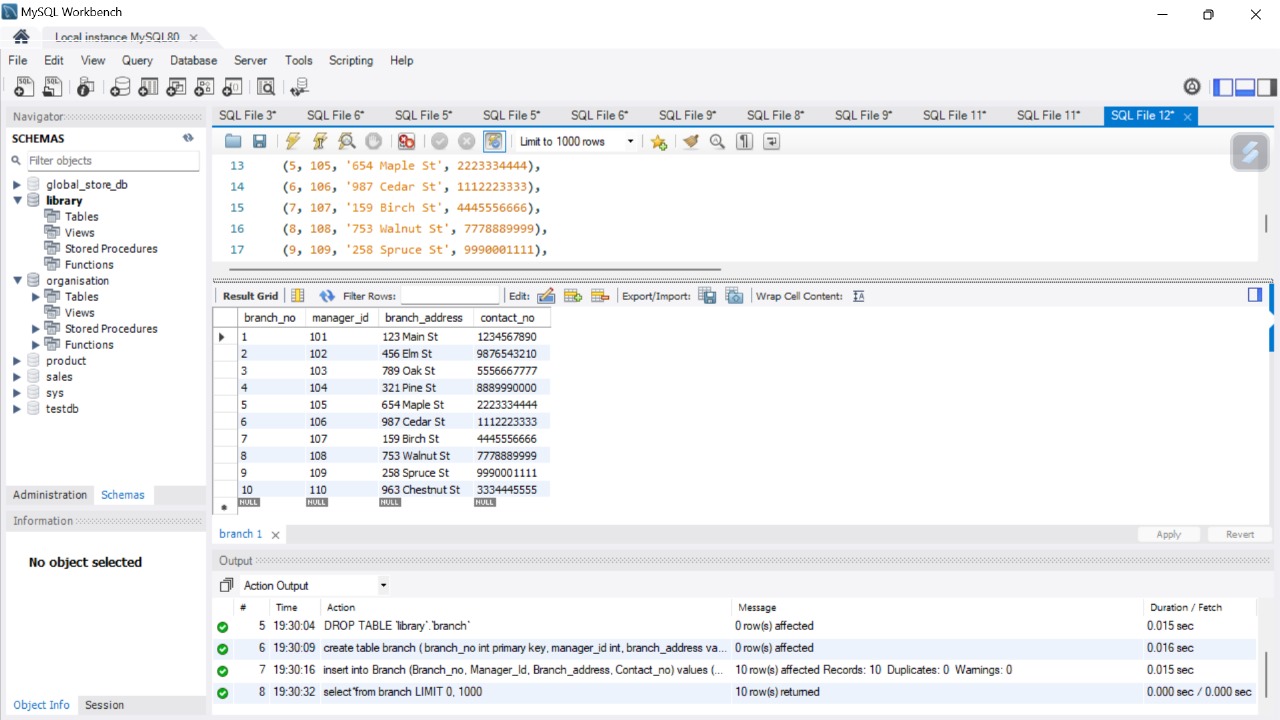 MySQL Workbench
Local instance MySQL80 ×
File Edit View Query Database Server Tools Scripting Help
Navigator
SCHEMAS
Filter objects
global_store_db
library
Tables
Views
Stored Procedures
Functions
organisation
Tables
Views
Stored Procedures
Functions
product
sales
sys
testdb
Administration Schemas
Information
No object selected
Object Info Session
SQL File 3* SQL File 6* SQL File 5* SQL File 5* SQL File 6* SQL File 9* SQL File 8* SQL File 9* SQL File 11* SQL File 11* SQL File 12* ×
Limit to 1000 rows
13 (5, 105, '654 Maple St', 2223334444),
14 (6, 106, '987 Cedar St', 1112223333),
15 (7, 107, '159 Birch St', 4445556666),
16 (8, 108, '753 Walnut St', 7778889999),
17 (9, 109, '258 Spruce St', 9990001111),
Result Grid Filter Rows: Edit: Export/Import: Wrap Cell Content:
branch_no manager_id branch_address contact_no
1 101 123 Main St 1234567890
2 102 456 Elm St 9876543210
3 103 789 Oak St 5556667777
4 104 321 Pine St 8889990000
5 105 654 Maple St 2223334444
6 106 987 Cedar St 1112223333
7 107 159 Birch St 4445556666
8 108 753 Walnut St 7778889999
9 109 258 Spruce St 9990001111
10 110 963 Chestnut St 3334445555
NULL NULL NULL NULL
branch 1 × Apply Revert
Output
Action Output
# Time Action Message Duration / Fetch
5 19:30:04 DROP TABLE `library`.`branch` 0 row(s) affected 0.015 sec
6 19:30:09 create table branch ( branch_no int primary key, manager_id int, branch_address va... 0 row(s) affected 0.016 sec
7 19:30:16 insert into Branch (Branch_no, Manager_Id, Branch_address, Contact_no) values (... 10 row(s) affected Records: 10 Duplicates: 0 Warnings: 0 0.015 sec
8 19:30:32 select*from branch LIMIT 0, 1000 10 row(s) returned 0.000 sec / 0.000 sec